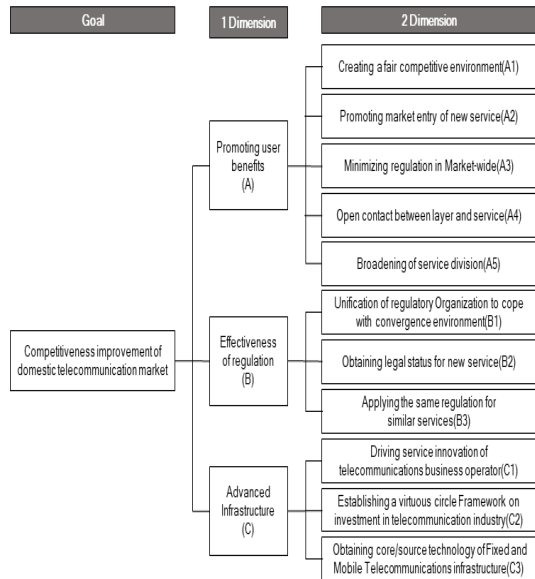 Goal
1 Dimension
2 Dimension
Creating a fair competitive environment(A1)
Promoting market entry of new service(A2)
Promoting user
benefits
(A)
Minimizing regulation in Market-wide(A3)
Open contact between layer and service(A4)
Broadening of service division(A5)
Competitiveness improvement of
domestic telecommunication market
Effectiveness
of regulation
(B)
Unification of regulatory Organization to cope
with convergence environment(B1)
Obtaining legal status for new service(B2)
Applying the same regulation for
similar services(B3)
Advanced
Infrastructure
(C)
Driving service innovation of
telecommunications business operator(C1)
Establishing a virtuous circle Framework on
investment in telecommunication industry(C2)
Obtaining core/source technology of Fixed and
Mobile Telecommunications infrastructure(C3)